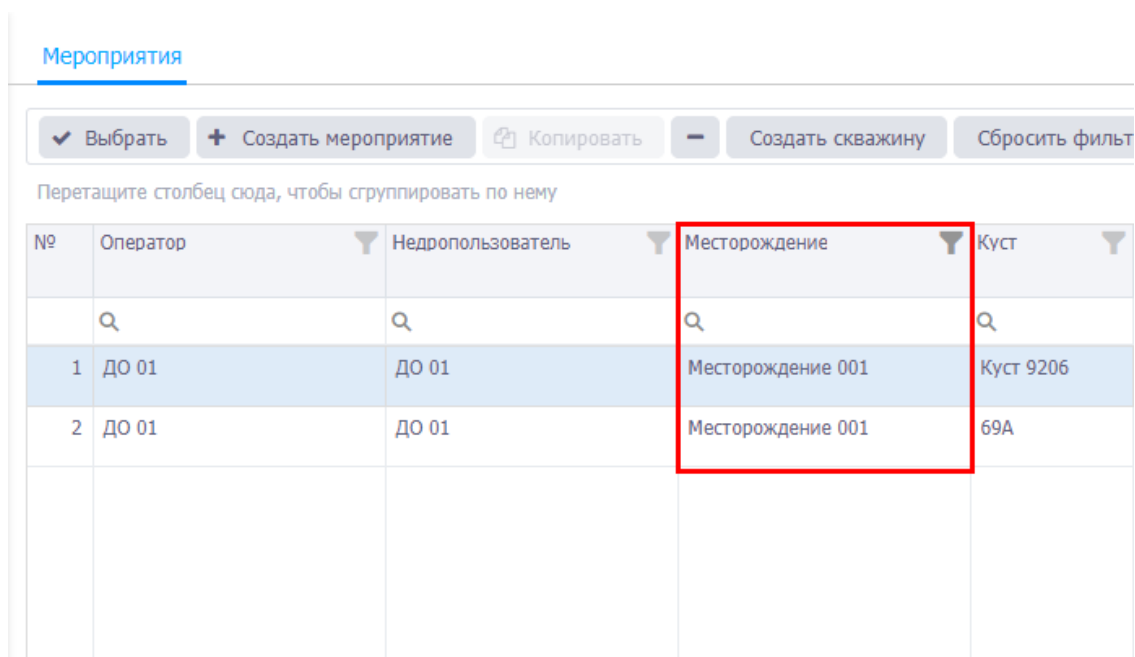 Мероприятия
Выбрать Создать мероприятие Копировать Создать скважину Сбросить фильт
Перетащите столбец сюда, чтобы сгруппировать по нему
№ Оператор Недропользователь Месторождение Куст
1 ДО 01 ДО 01 Месторождение 001 Куст 9206
2 ДО 01 ДО 01 Месторождение 001 69А